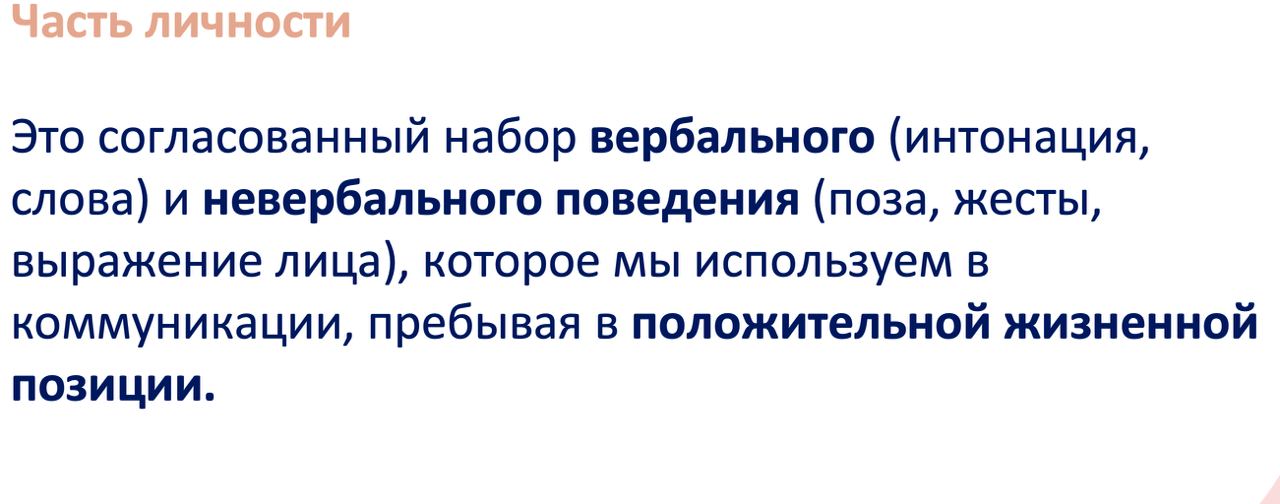 Часть личности
Это согласованный набор вербального (интонация,
слова) и невербального поведения (поза, жесты,
выражение лица), которое мы используем в
коммуникации, пребывая в положительной жизненной
позиции.